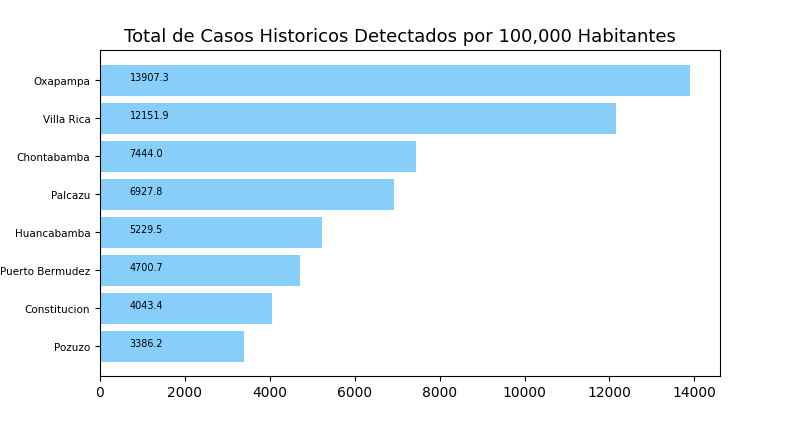 Total de Casos Historicos Detectados por 100,000 Habitantes
Oxapampa 13907.3
Villa Rica 12151.9
Chontabamba 7444.0
Palcazu 6927.8
Huancabamba 5229.5
Puerto Bermudez 4700.7
Constitucion 4043.4
Pozuzo 3386.2
0 2000 4000 6000 8000 10000 12000 14000